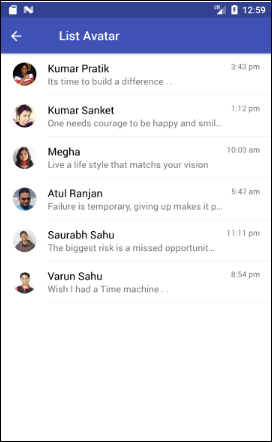 12:59
List Avatar
Kumar Pratik 3:43 pm
Its time to build a difference . .
Kumar Sanket 1:12 pm
One needs courage to be happy and smil...
Megha 10:03 am
Live a life style that matchs your vision
Atul Ranjan 5:47 am
Failure is temporary, giving up makes it p...
Saurabh Sahu 11:11 pm
The biggest risk is a missed opportunit...
Varun Sahu 8:54 pm
Wish I had a Time machine . .